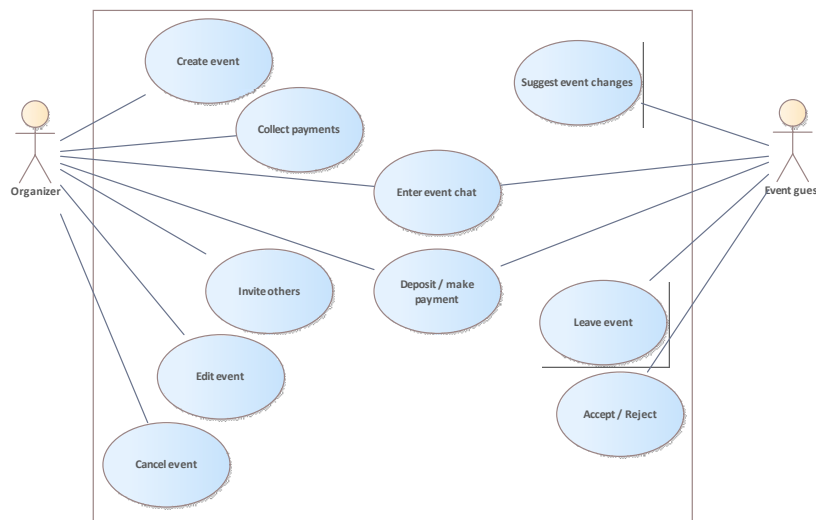 Create event
Suggest event changes
Collect payments
Organizer
Enter event chat
Event gues
Invite others
Deposit / make
payment
Leave event
Edit event
Accept / Reject
Cancel event